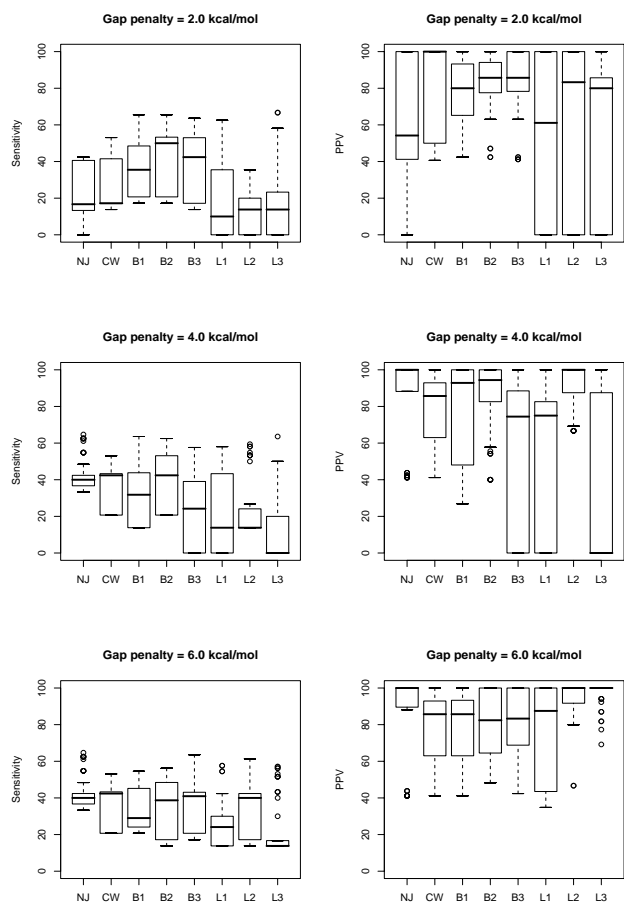 Gap penalty = 2.0 kcal/mol
Sensitivity
100
80
60
40
20
0
NJ CW B1 B2 B3 L1 L2 L3
Gap penalty = 2.0 kcal/mol
PPV
100
80
60
40
20
0
NJ CW B1 B2 B3 L1 L2 L3
Gap penalty = 4.0 kcal/mol
Sensitivity
100
80
60
40
20
0
NJ CW B1 B2 B3 L1 L2 L3
Gap penalty = 4.0 kcal/mol
PPV
100
80
60
40
20
0
NJ CW B1 B2 B3 L1 L2 L3
Gap penalty = 6.0 kcal/mol
Sensitivity
100
80
60
40
20
0
NJ CW B1 B2 B3 L1 L2 L3
Gap penalty = 6.0 kcal/mol
PPV
100
80
60
40
20
0
NJ CW B1 B2 B3 L1 L2 L3